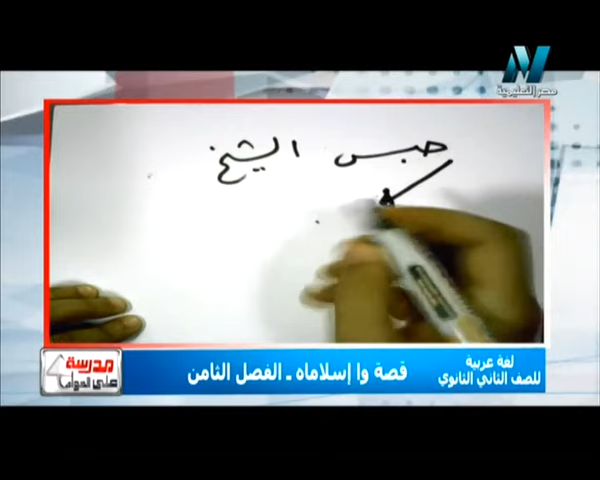 مصر التعليمية
حبس الشيخ
لغة عربية
للصف الثاني الثانوي
قصة وا إسلاماه - الفصل الثامن
مدرسة
على الهواء